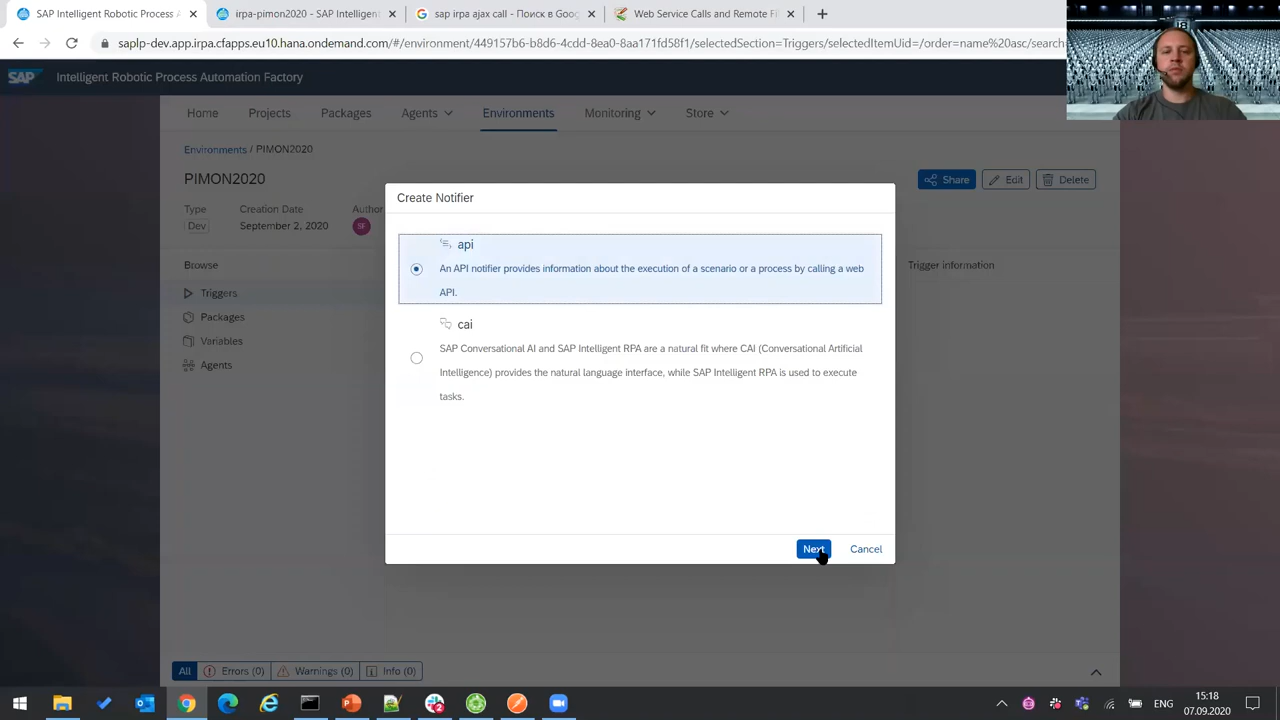 SAP Intelligent Robotic Process A
irpa-pimon2020 - SAP Intelligent
sap irpa ajax call - Поиск в Goog
Web Service Calls and Remote Fi
saplp-dev.app.irpa.cfapps.eu10.hana.ondemand.com/#/environment
449157b6-b8d6-4cdd-8ea0-8aa171fd58f1/selectedSection=Triggers/selectedItemUid=/order=name%20asc/search
SAP
Intelligent Robotic Process Automation Factory
Home
Projects
Packages
Agents
Environments
Monitoring
Store
Environments / PIMON2020
PIMON2020
Share
Edit
Delete
Type
Creation Date
Author
Dev
September 2, 2020
SF
Browse
Trigger information
Triggers
Packages
Variables
Agents
Create Notifier
api
An API notifier provides information about the execution of a scenario or a process by calling a web
API.
cai
SAP Conversational AI and SAP Intelligent RPA are a natural fit where CAI (Conversational Artificial
Intelligence) provides the natural language interface, while SAP Intelligent RPA is used to execute
tasks.
Next
Cancel
All
Errors (0)
Warnings (0)
Info (0)
ENG
15:18
07.09.2020